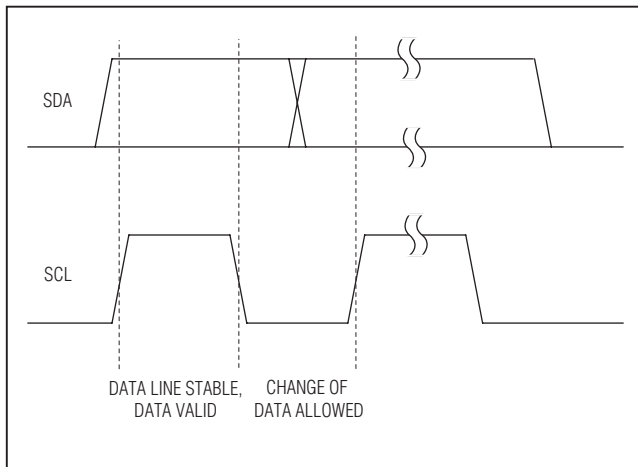 SDA
SCL
DATA LINE STABLE,
DATA VALID
CHANGE OF
DATA ALLOWED